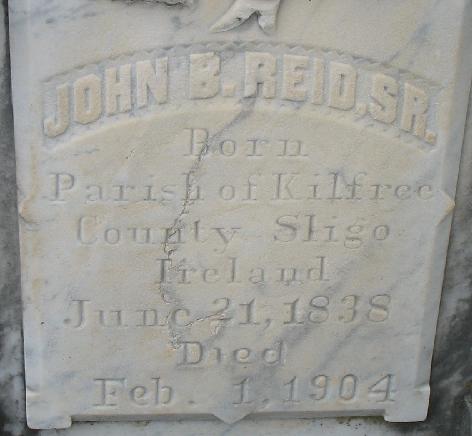 JOHN B. REID, SR.
Born
Parish of Kilfree
County Sligo
Ireland
June 21, 1838
Died
Feb. 1, 1904